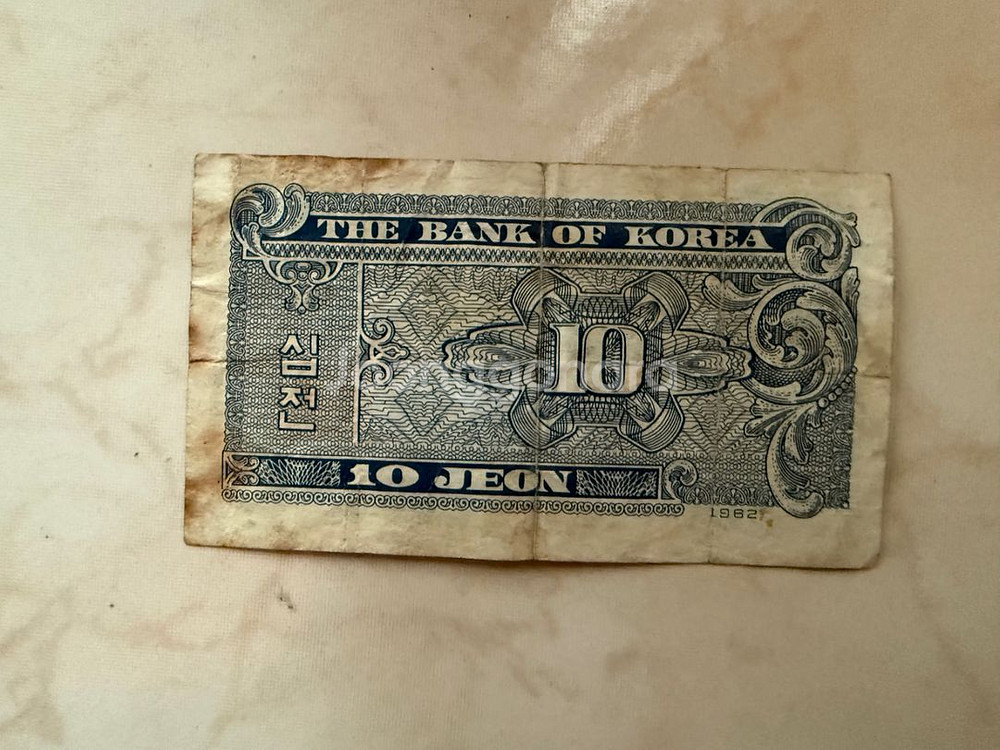 THE BANK OF KOREA
10
십전
10 JEON
1962